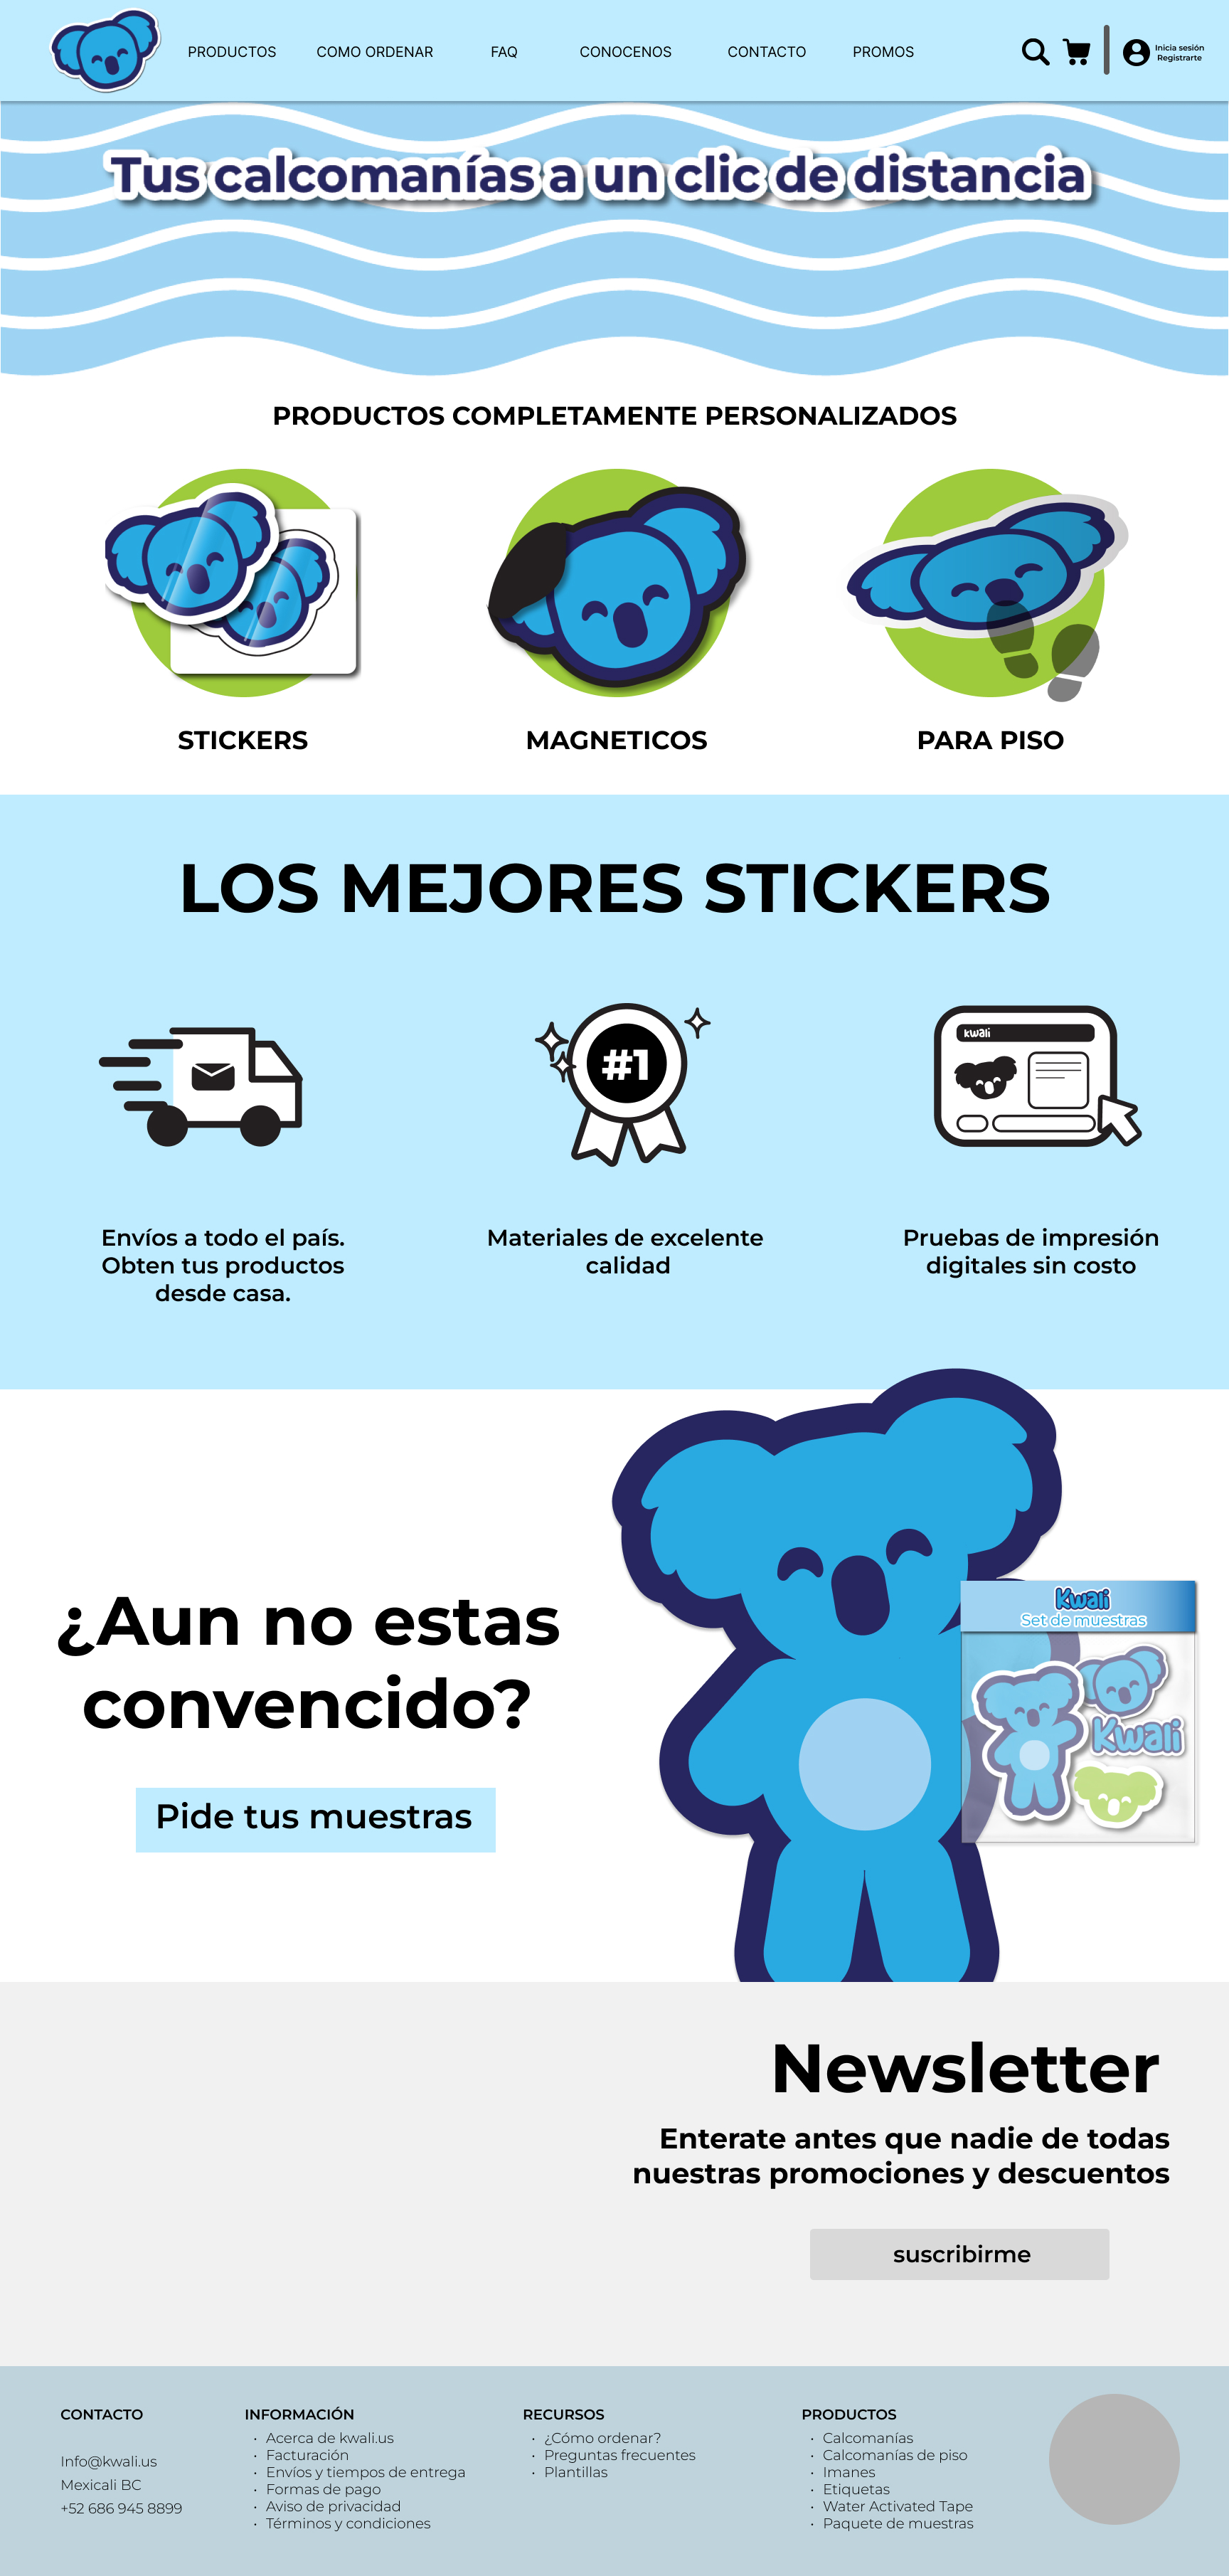 PRODUCTOS
COMO ORDENAR
FAQ
CONOCENOS
CONTACTO
PROMOS
Inicia sesión
Registrarte
Tus calcomanías a un clic de distancia
PRODUCTOS COMPLETAMENTE PERSONALIZADOS
STICKERS
MAGNETICOS
PARA PISO
LOS MEJORES STICKERS
#1
kwali
Envíos a todo el país.
Obten tus productos
desde casa.
Materiales de excelente
calidad
Pruebas de impresión
digitales sin costo
¿Aun no estas
convencido?
Pide tus muestras
Kwali
Set de muestras
Kwali
Newsletter
Enterate antes que nadie de todas
nuestras promociones y descuentos
suscribirme
CONTACTO
Info@kwali.us
Mexicali BC
+52 686 945 8899
INFORMACIÓN
· Acerca de kwali.us
· Facturación
· Envíos y tiempos de entrega
· Formas de pago
· Aviso de privacidad
· Términos y condiciones
RECURSOS
· ¿Cómo ordenar?
· Preguntas frecuentes
· Plantillas
PRODUCTOS
· Calcomanías
· Calcomanías de piso
· Imanes
· Etiquetas
· Water Activated Tape
· Paquete de muestras